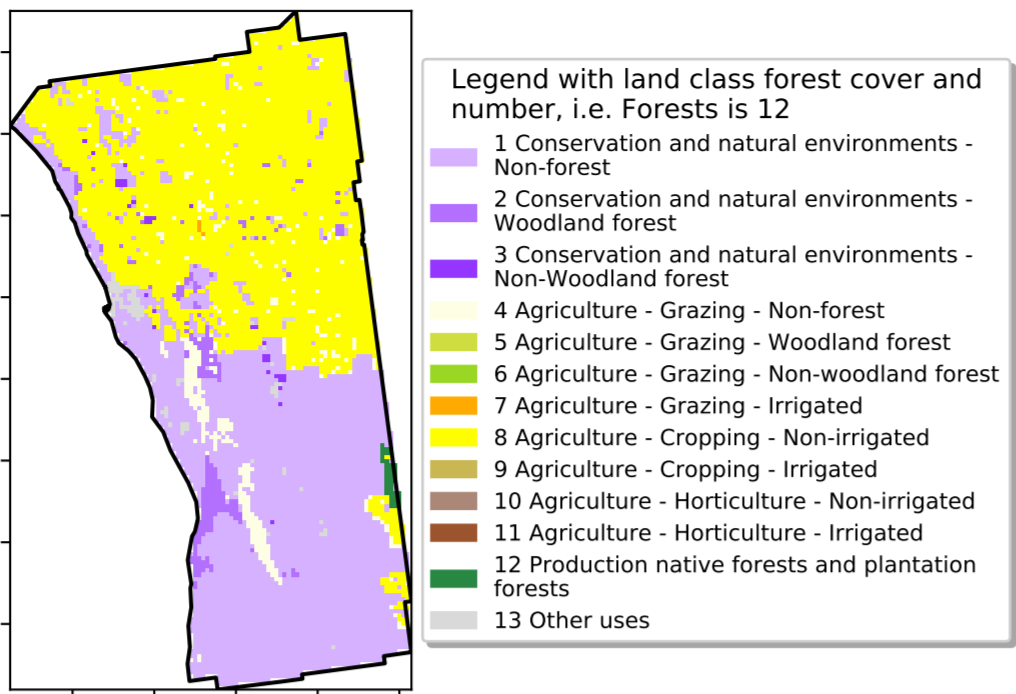 Legend with land class forest cover and
number, i.e. Forests is 12
1 Conservation and natural environments -
Non-forest
2 Conservation and natural environments -
Woodland forest
3 Conservation and natural environments -
Non-Woodland forest
4 Agriculture - Grazing - Non-forest
5 Agriculture - Grazing - Woodland forest
6 Agriculture - Grazing - Non-woodland forest
7 Agriculture - Grazing - Irrigated
8 Agriculture - Cropping - Non-irrigated
9 Agriculture - Cropping - Irrigated
10 Agriculture - Horticulture - Non-irrigated
11 Agriculture - Horticulture - Irrigated
12 Production native forests and plantation
forests
13 Other uses